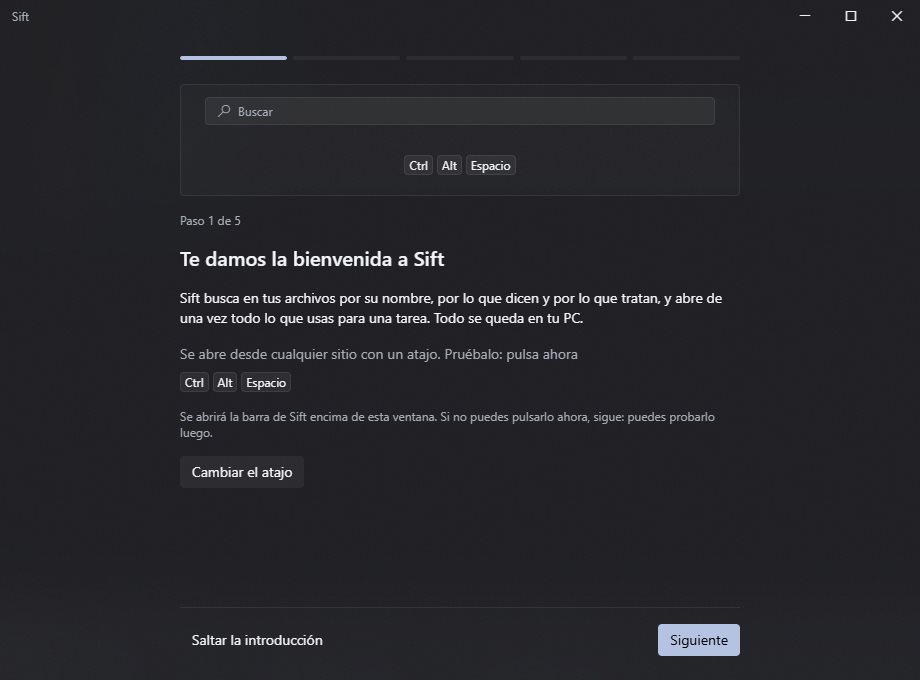 Sift
Buscar
Ctrl Alt Espacio
Paso 1 de 5
Te damos la bienvenida a Sift
Sift busca en tus archivos por su nombre, por lo que dicen y por lo que tratan, y abre de
una vez todo lo que usas para una tarea. Todo se queda en tu PC.
Se abre desde cualquier sitio con un atajo. Pruébalo: pulsa ahora
Ctrl Alt Espacio
Se abrirá la barra de Sift encima de esta ventana. Si no puedes pulsarlo ahora, sigue: puedes probarlo
luego.
Cambiar el atajo
Saltar la introducción
Siguiente